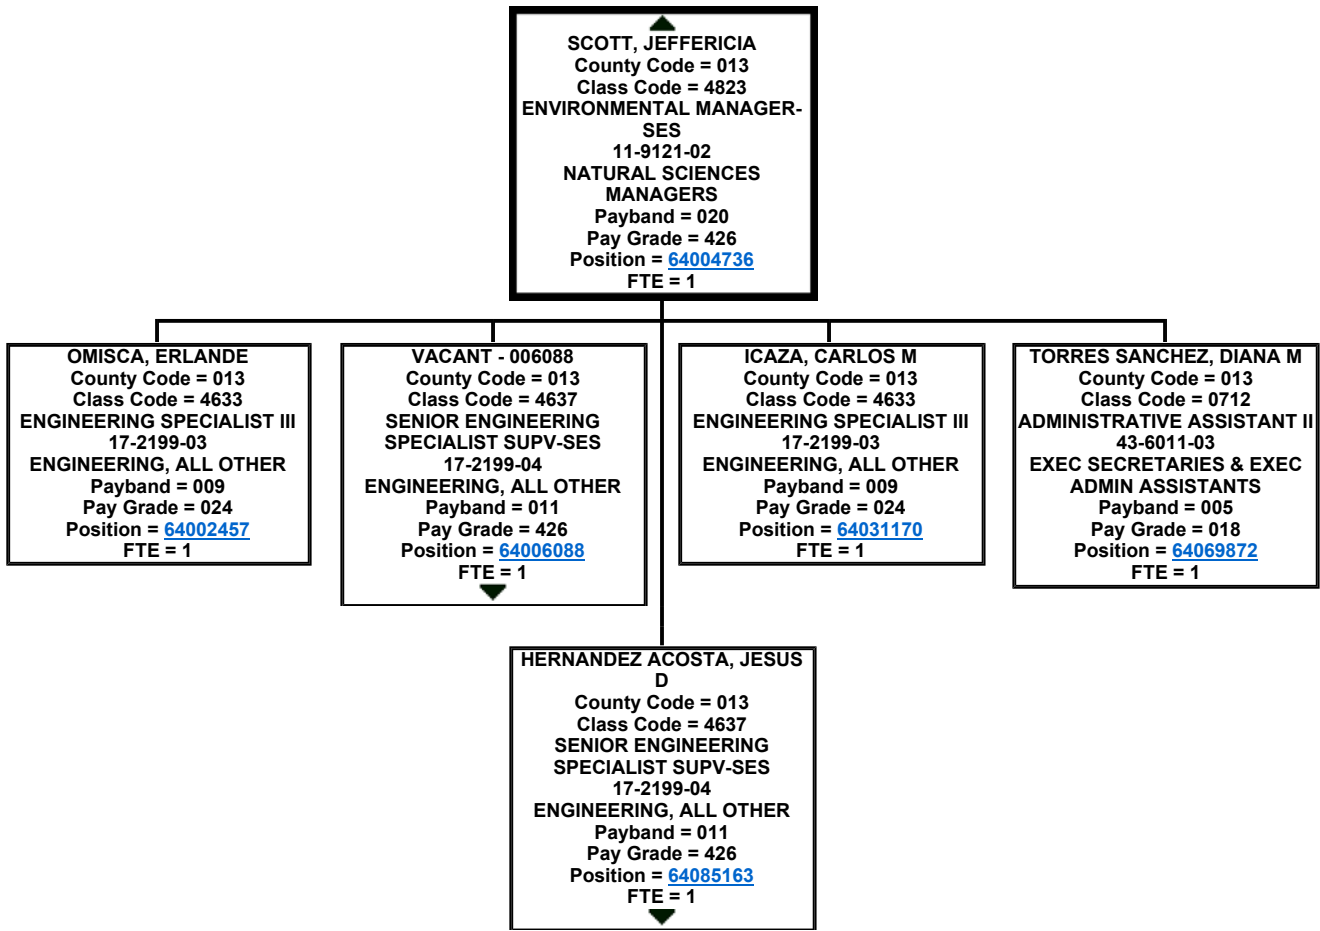 SCOTT, JEFFERICIA
County Code = 013
Class Code = 4823
ENVIRONMENTAL MANAGER-
SES
11-9121-02
NATURAL SCIENCES
MANAGERS
Payband = 020
Pay Grade = 426
Position = 64004736
FTE = 1
OMISCA, ERLANDE
County Code = 013
Class Code = 4633
ENGINEERING SPECIALIST III
17-2199-03
ENGINEERING, ALL OTHER
Payband = 009
Pay Grade = 024
Position = 64002457
FTE = 1
VACANT - 006088
County Code = 013
Class Code = 4637
SENIOR ENGINEERING
SPECIALIST SUPV-SES
17-2199-04
ENGINEERING, ALL OTHER
Payband = 011
Pay Grade = 426
Position = 64006088
FTE = 1
ICAZA, CARLOS M
County Code = 013
Class Code = 4633
ENGINEERING SPECIALIST III
17-2199-03
ENGINEERING, ALL OTHER
Payband = 009
Pay Grade = 024
Position = 64031170
FTE = 1
TORRES SANCHEZ, DIANA M
County Code = 013
Class Code = 0712
ADMINISTRATIVE ASSISTANT II
43-6011-03
EXEC SECRETARIES & EXEC
ADMIN ASSISTANTS
Payband = 005
Pay Grade = 018
Position = 64069872
FTE = 1
HERNANDEZ ACOSTA, JESUS
D
County Code = 013
Class Code = 4637
SENIOR ENGINEERING
SPECIALIST SUPV-SES
17-2199-04
ENGINEERING, ALL OTHER
Payband = 011
Pay Grade = 426
Position = 64085163
FTE = 1